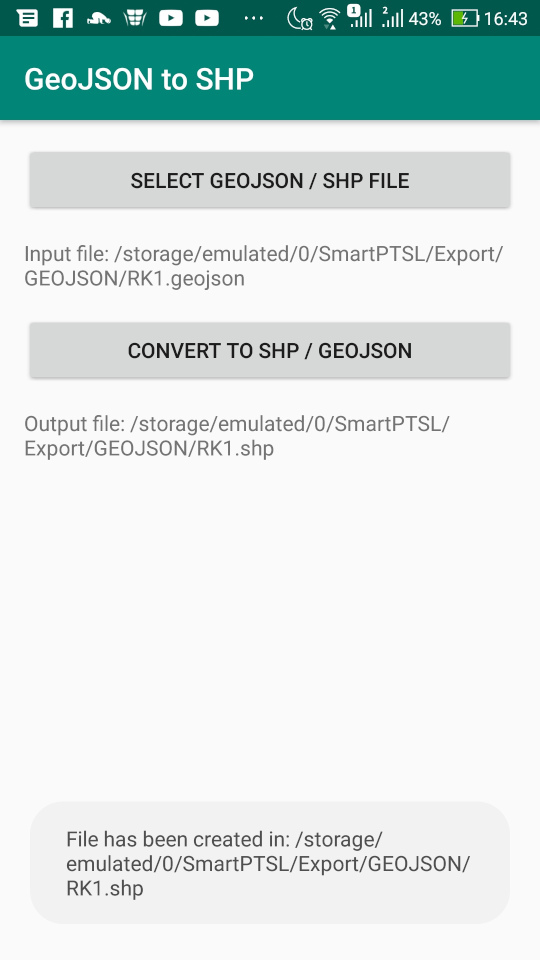 1 2 43% 16:43
GeoJSON to SHP
SELECT GEOJSON / SHP FILE
Input file: /storage/emulated/0/SmartPTSL/Export/
GEOJSON/RK1.geojson
CONVERT TO SHP / GEOJSON
Output file: /storage/emulated/0/SmartPTSL/
Export/GEOJSON/RK1.shp
File has been created in: /storage/
emulated/0/SmartPTSL/Export/GEOJSON/
RK1.shp